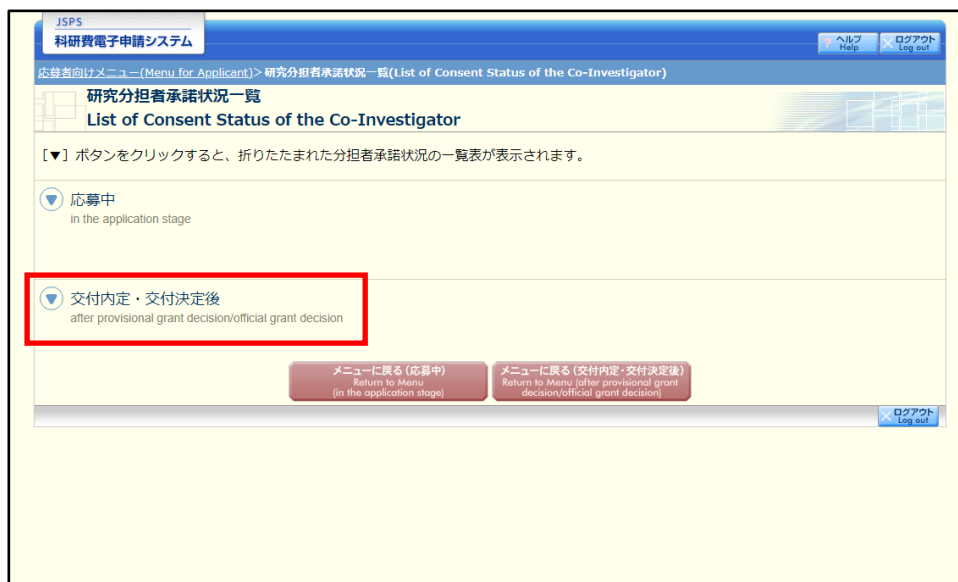 JSPS
科研費電子申請システム
? ヘルプ
Help
× ログアウト
Log out
応募者向けメニュー(Menu for Applicant)>研究分担者承諾状況一覧(List of Consent Status of the Co-Investigator)
研究分担者承諾状況一覧
List of Consent Status of the Co-Investigator
[▼] ボタンをクリックすると、折りたたまれた分担者承諾状況の一覧表が表示されます。
▼ 応募中
in the application stage
▼ 交付内定・交付決定後
after provisional grant decision/official grant decision
メニューに戻る(応募中)
Return to Menu
(in the application stage)
メニューに戻る(交付内定・交付決定後)
Return to Menu (after provisional grant
decision/official grant decision)
× ログアウト
Log out